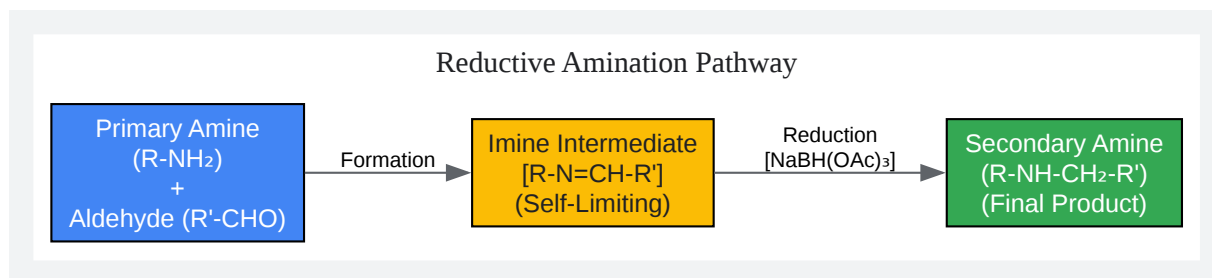 Reductive Amination Pathway
Primary Amine
(R-NH₂)
+
Aldehyde (R'-CHO)
Formation
Imine Intermediate
[R-N=CH-R']
(Self-Limiting)
Reduction
[NaBH(OAc)₃]
Secondary Amine
(R-NH-CH₂-R')
(Final Product)